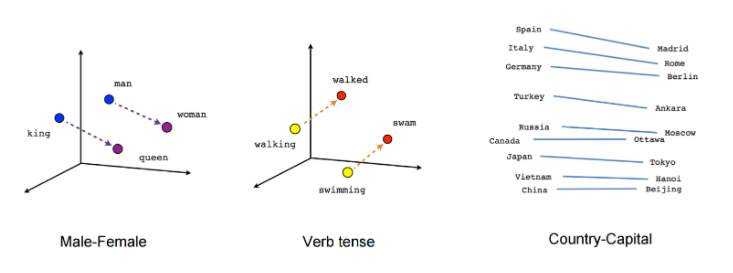 man
woman
king
queen
Male-Female
walked
swam
walking
swimming
Verb tense
Spain
Madrid
Italy
Rome
Germany
Berlin
Turkey
Ankara
Russia
Moscow
Canada
Ottawa
Japan
Tokyo
Vietnam
Hanoi
China
Beijing
Country-Capital